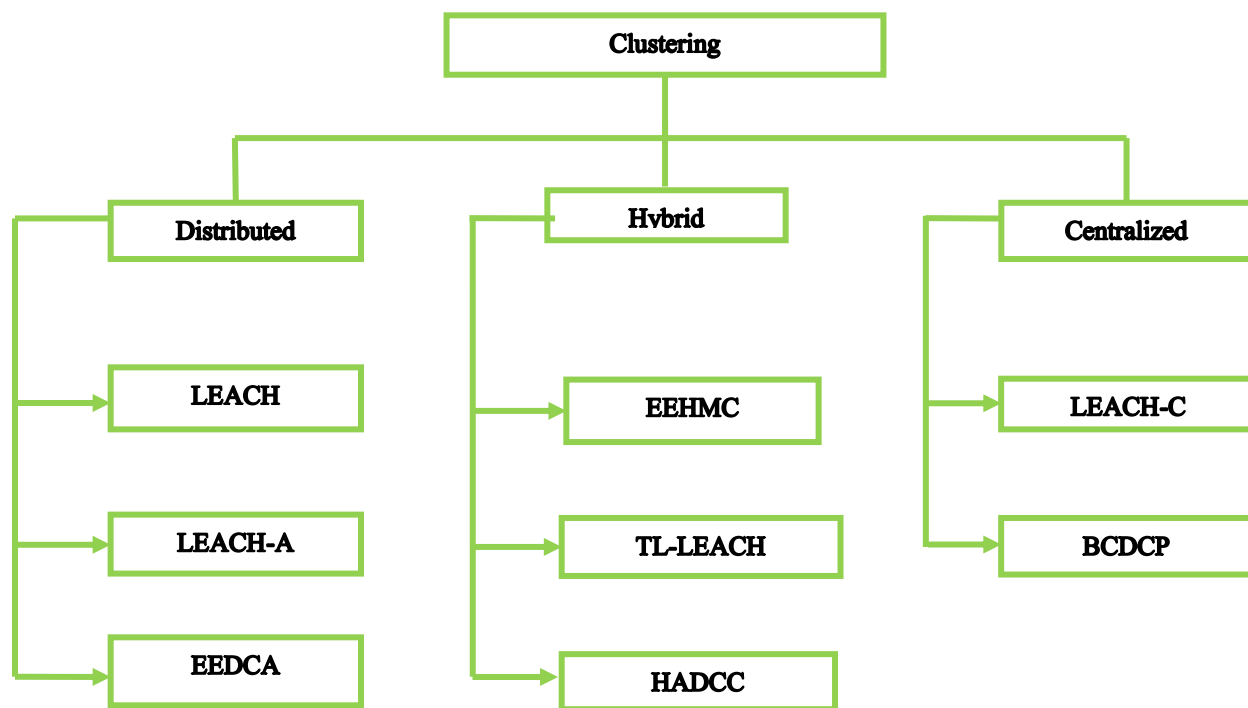 Clustering
Distributed
Hvbrid
Centralized
LEACH
EEHMC
LEACH-C
LEACH-A
TL-LEACH
BCDCP
EEDCA
HADCC